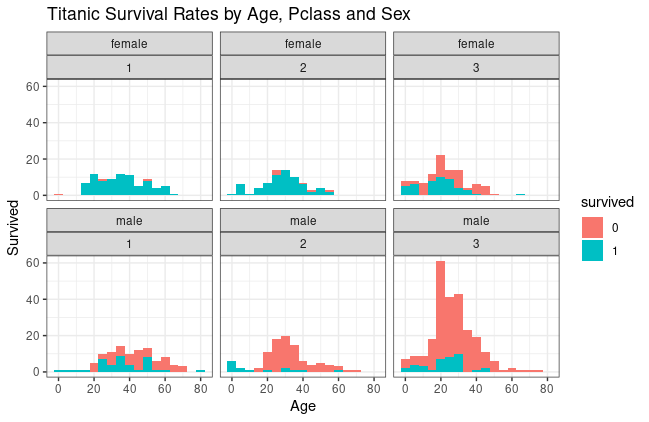 Titanic Survival Rates by Age, Pclass and Sex
female female female
1 2 3
60
40
20
0
male male male
1 2 3
60
40
20
0
0 20 40 60 80 0 20 40 60 80 0 20 40 60 80
Age
Survived
survived
0
1